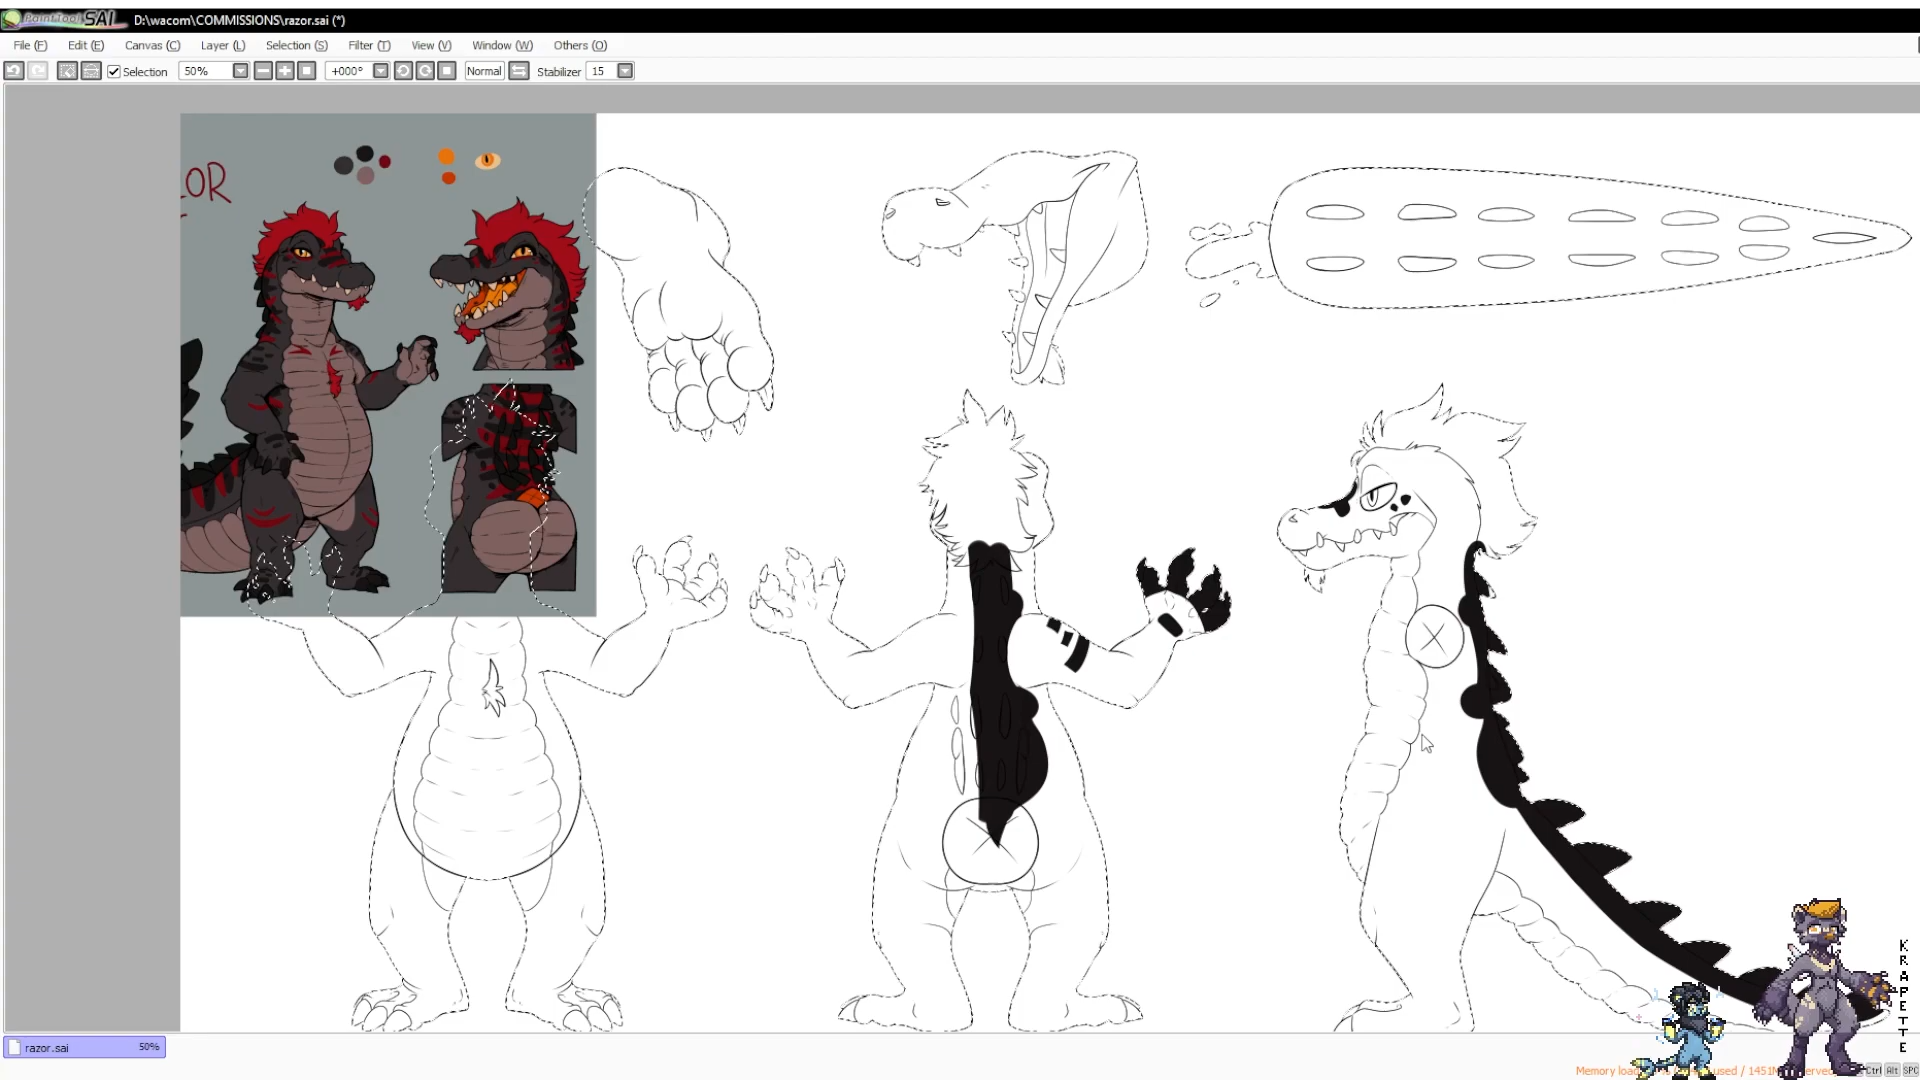 PaintTool SAI D:\wacom\COMMISSIONS\razor.sai (*)
File (F) Edit (E) Canvas (C) Layer (L) Selection (S) Filter (T) View (V) Window (W) Others (O)
Selection 50% +000° Normal Stabilizer 15
OR
KRAPETTE
razor.sai 50%
Memory used / 1451M Ctrl Alt SPC